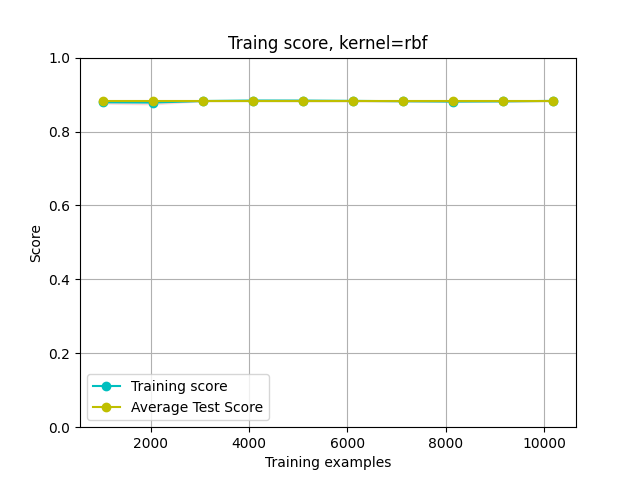 Traing score, kernel=rbf
1.0
0.8
0.6
0.4
0.2
0.0
Score
Training score
Average Test Score
2000 4000 6000 8000 10000
Training examples